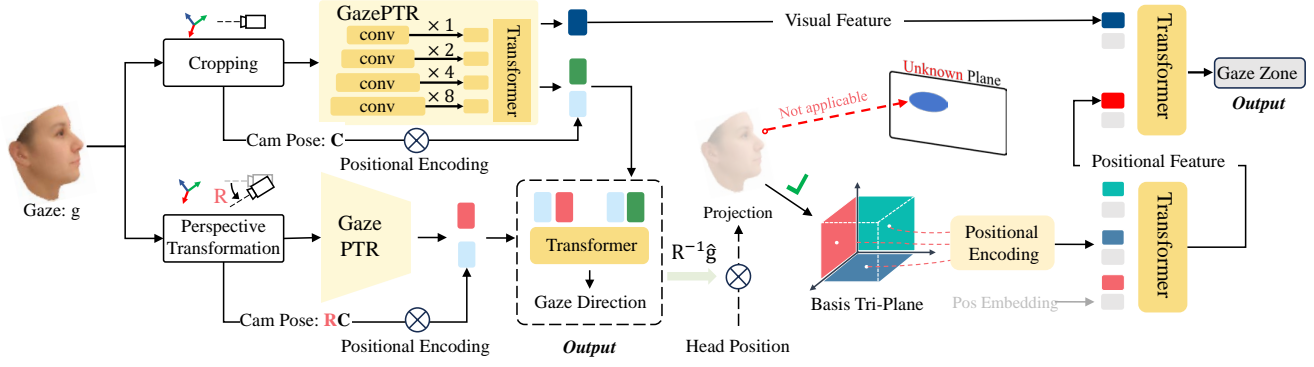 GazePTR
conv
× 1
conv
× 2
conv
× 4
conv
× 8
Transformer
Cropping
Cam Pose: C
Positional Encoding
Visual Feature
Transformer
Gaze Zone
Output
Unknown Plane
Not applicable
Gaze: g
R
Perspective
Transformation
Gaze
PTR
Cam Pose: RC
Positional Encoding
Transformer
Gaze Direction
Output
R⁻¹ĝ
Projection
Head Position
Basis Tri-Plane
Positional
Encoding
Pos Embedding
Positional Feature
Transformer